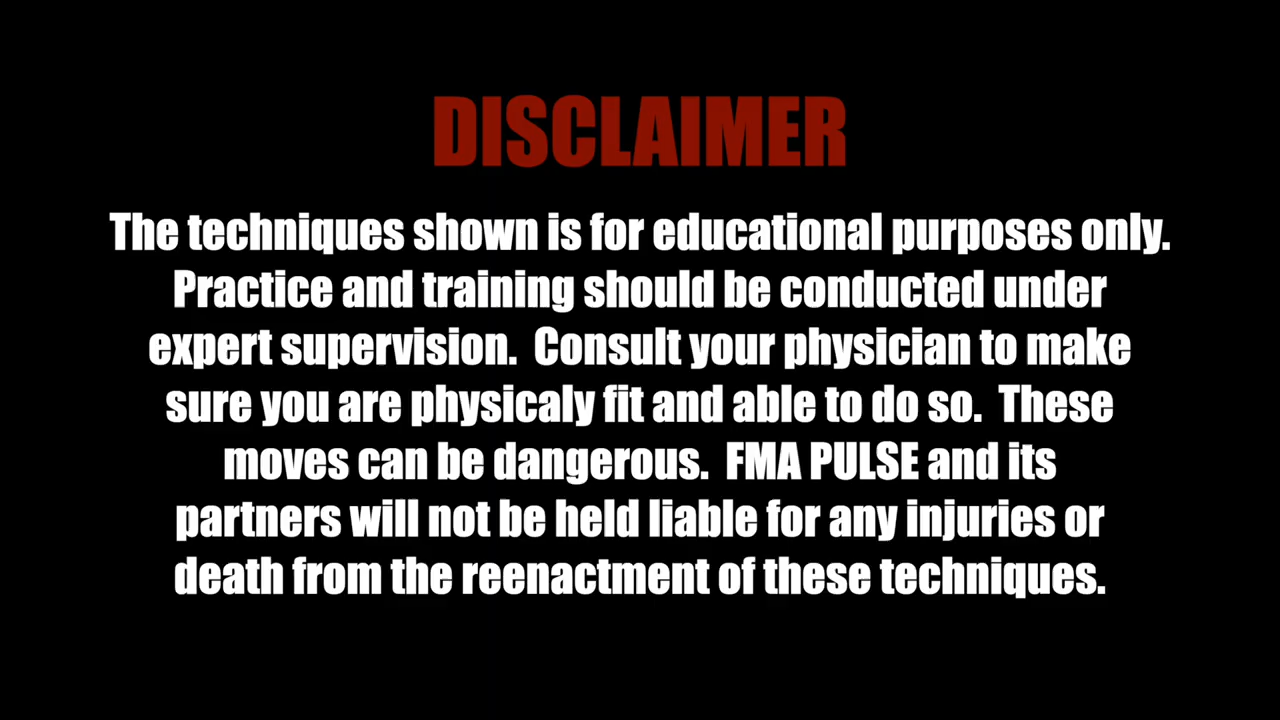 DISCLAIMER
The techniques shown is for educational purposes only.
Practice and training should be conducted under
expert supervision.  Consult your physician to make
sure you are physicaly fit and able to do so.  These
moves can be dangerous.  FMA PULSE and its
partners will not be held liable for any injuries or
death from the reenactment of these techniques.